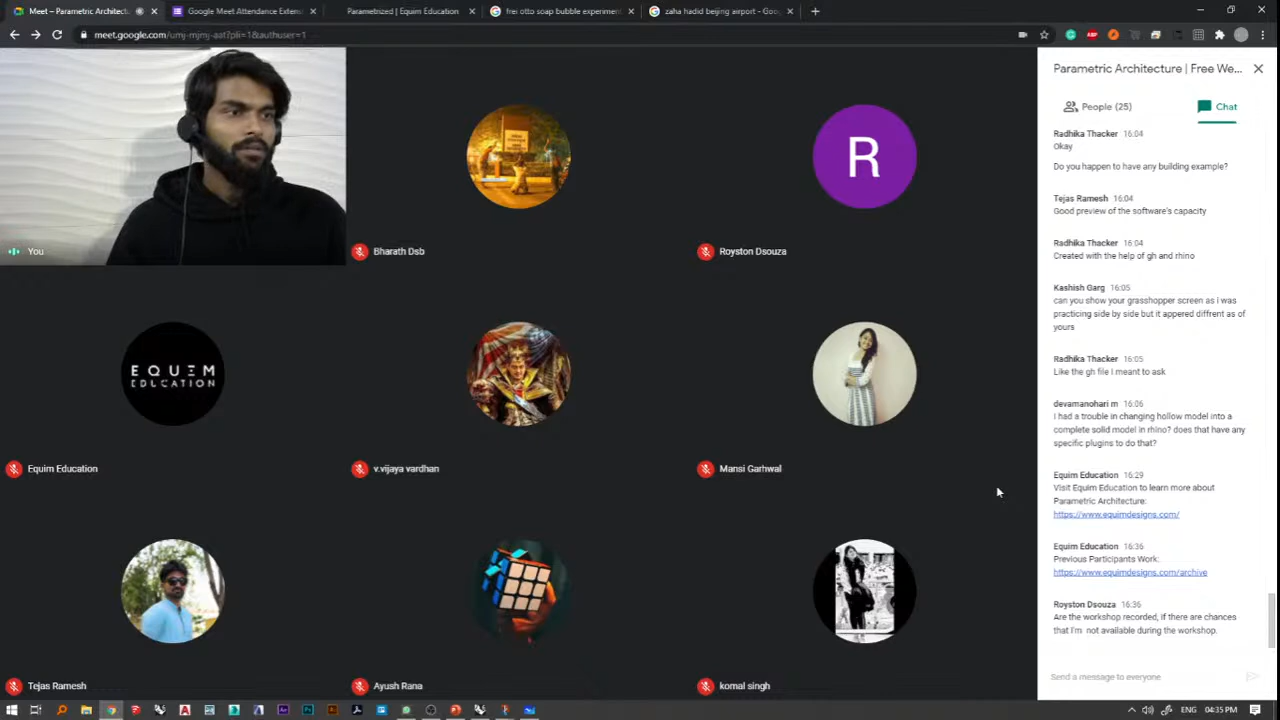 Meet – Parametric Architec
Google Meet Attendance Extensi
Parametrized | Equim Education
frei otto soap bubble experiment
zaha hadid beijing airport - Goog
meet.google.com/umj-mjmj-aat?pli=1&authuser=1
Parametric Architecture | Free We...
People (25)
Chat
Radhika Thacker 16:04
Okay
Do you happen to have any building example?
Tejas Ramesh 16:04
Good preview of the software's capacity
Radhika Thacker 16:04
Created with the help of gh and rhino
Kashish Garg 16:05
can you show your grasshopper screen as I was
practicing side by side but it appered diffrent as of
yours
Radhika Thacker 16:05
Like the gh file I meant to ask
devamanohari m 16:06
I had a trouble in changing hollow model into a
complete solid model in rhino? does that have any
specific plugins to do that?
Equim Education 16:29
Visit Equim Education to learn more about
Parametric Architecture:
https://www.equimdesigns.com/
Equim Education 16:36
Previous Participants Work:
https://www.equimdesigns.com/archive
Royston Dsouza 16:36
Are the workshop recorded, if there are chances
that I'm not available during the workshop.
Send a message to everyone
You
Bharath Dsb
R
Royston Dsouza
EQUIM
EDUCATION
Equim Education
v.vijaya vardhan
Mansi Garhwal
Tejas Ramesh
Ayush Rana
komal singh
ENG
04:35 PM